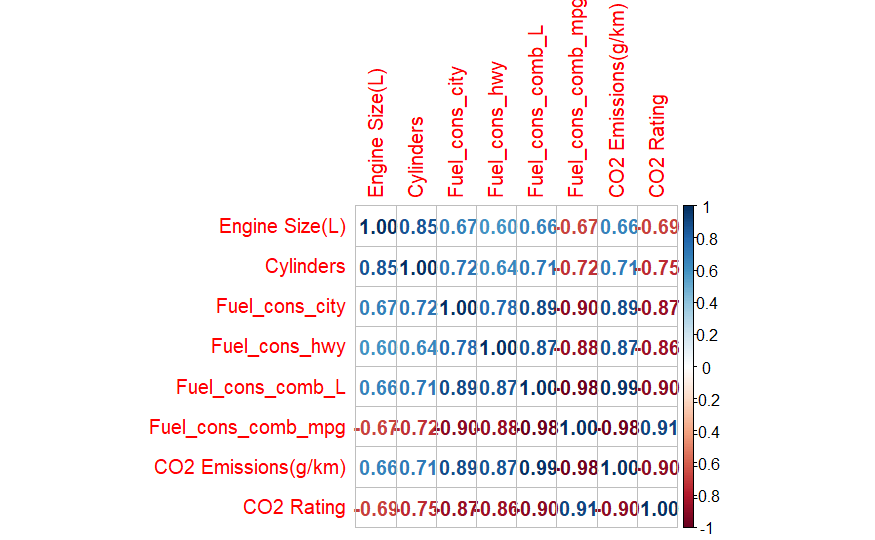 Engine Size(L)
Cylinders
Fuel_cons_city
Fuel_cons_hwy
Fuel_cons_comb_L
Fuel_cons_comb_mpg
CO2 Emissions(g/km)
CO2 Rating
Engine Size(L) 1.00 0.85 0.67 0.60 0.66 -0.67 0.66 -0.69
Cylinders 0.85 1.00 0.72 0.64 0.71 -0.72 0.71 -0.75
Fuel_cons_city 0.67 0.72 1.00 0.78 0.89 -0.90 0.89 -0.87
Fuel_cons_hwy 0.60 0.64 0.78 1.00 0.87 -0.88 0.87 -0.86
Fuel_cons_comb_L 0.66 0.71 0.89 0.87 1.00 -0.98 0.99 -0.90
Fuel_cons_comb_mpg -0.67 -0.72 -0.90 -0.88 -0.98 1.00 -0.98 0.91
CO2 Emissions(g/km) 0.66 0.71 0.89 0.87 0.99 -0.98 1.00 -0.90
CO2 Rating -0.69 -0.75 -0.87 -0.86 -0.90 0.91 -0.90 1.00
1
0.8
0.6
0.4
0.2
0
-0.2
-0.4
-0.6
-0.8
-1